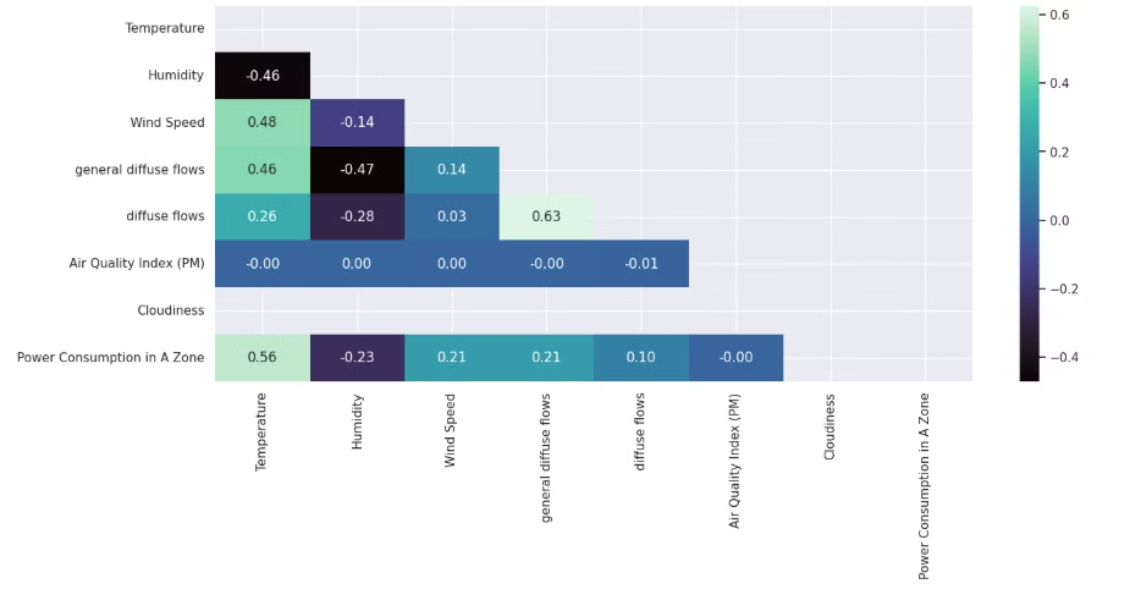 Temperature
Humidity -0.46
Wind Speed 0.48 -0.14
general diffuse flows 0.46 -0.47 0.14
diffuse flows 0.26 -0.28 0.03 0.63
Air Quality Index (PM) -0.00 0.00 0.00 -0.00 -0.01
Cloudiness
Power Consumption in A Zone 0.56 -0.23 0.21 0.21 0.10 -0.00
Temperature
Humidity
Wind Speed
general diffuse flows
diffuse flows
Air Quality Index (PM)
Cloudiness
Power Consumption in A Zone
0.6
0.4
0.2
0.0
−0.2
−0.4